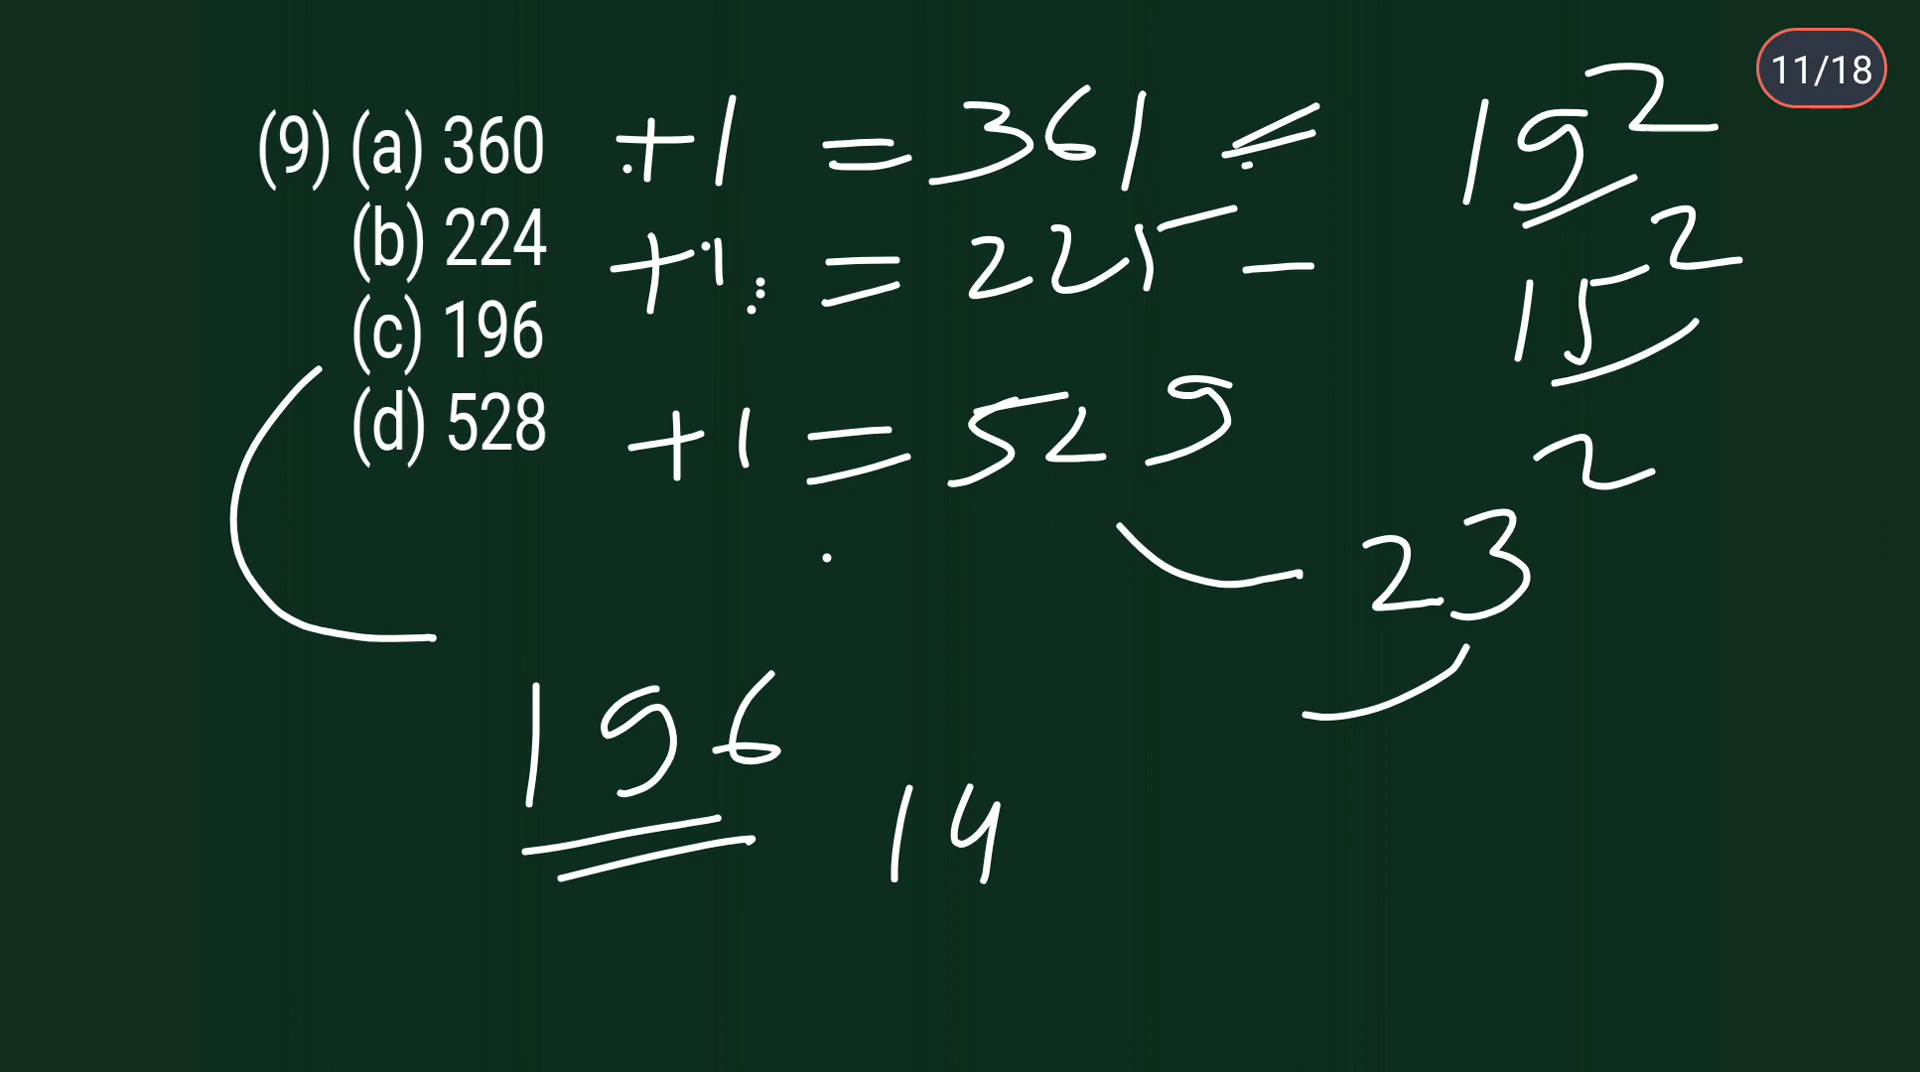 11/18
(9) (a) 360 +1 = 361 = 19²
(b) 224 +1 = 225 - 15²
(c) 196
(d) 528 +1 = 529
23²
196
14